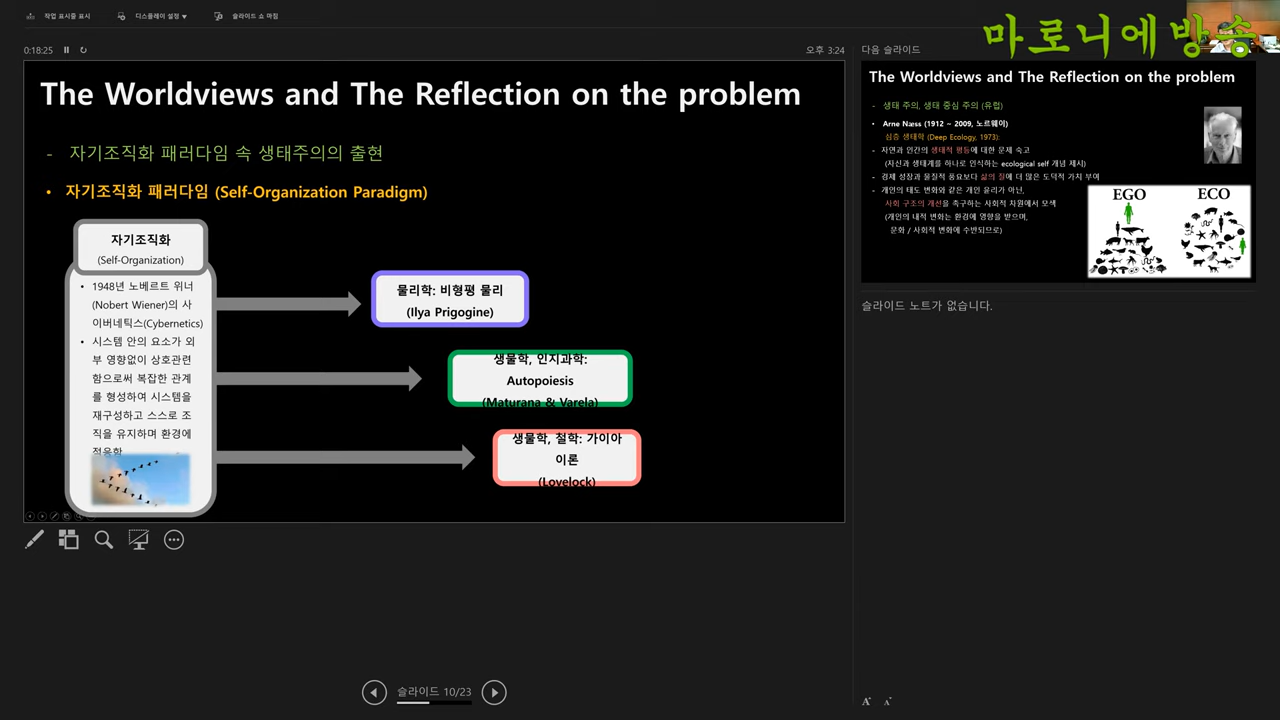 작업 표시줄 표시
디스플레이 설정 ▼
슬라이드 쇼 마침
마로니에방송
0:18:25
오후 3:24
The Worldviews and The Reflection on the problem
- 자기조직화 패러다임 속 생태주의의 출현
• 자기조직화 패러다임 (Self-Organization Paradigm)
자기조직화
(Self-Organization)
• 1948년 노베르트 위너
(Nobert Wiener)의 사
이버네틱스(Cybernetics)
• 시스템 안의 요소가 외
부 영향없이 상호관련
함으로써 복잡한 관계
를 형성하여 시스템을
재구성하고 스스로 조
직을 유지하며 환경에
적응함
물리학: 비형평 물리
(Ilya Prigogine)
생물학, 인지과학:
Autopoiesis
(Maturana & Varela)
생물학, 철학: 가이아
이론
(Lovelock)
슬라이드 10/23
다음 슬라이드
The Worldviews and The Reflection on the problem
- 생태 주의, 생태 중심 주의 (유럽)
• Arne Næss (1912 ~ 2009, 노르웨이)
심층 생태학 (Deep Ecology, 1973):
- 자연과 인간의 생태적 평등에 대한 문제 숙고
(자신과 생태계를 하나로 인식하는 ecological self 개념 제시)
- 경제 성장과 물질적 풍요보다 삶의 질에 더 많은 도덕적 가치 부여
- 개인의 태도 변화와 같은 개인 윤리가 아닌,
사회 구조의 개선을 촉구하는 사회적 차원에서 모색
(개인의 내적 변화는 환경에 영향을 받으며,
문화 / 사회적 변화에 수반되므로)
EGO
ECO
슬라이드 노트가 없습니다.